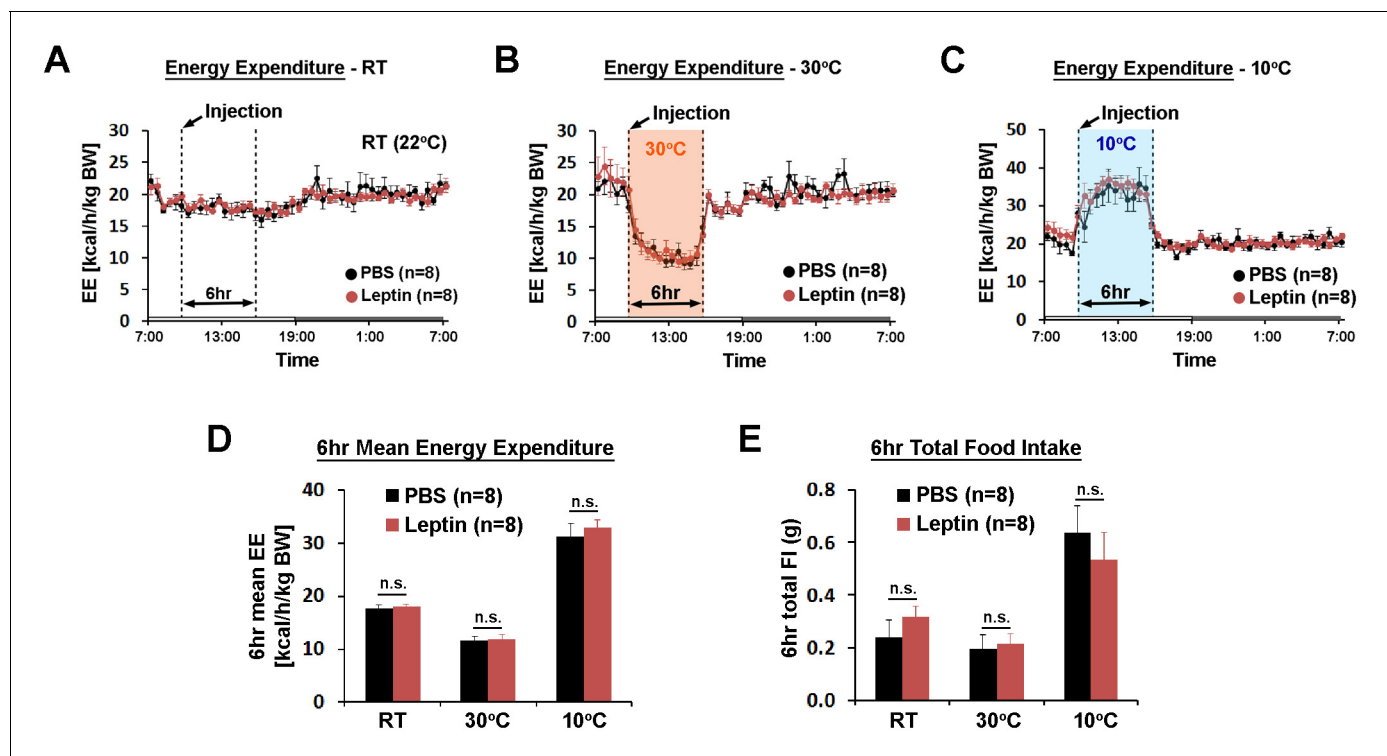 A
Energy Expenditure - RT
Injection
RT (22°C)
EE [kcal/h/kg BW]
30
25
20
15
10
5
0
PBS (n=8)
Leptin (n=8)
6hr
7:00 13:00 19:00 1:00 7:00
Time
B
Energy Expenditure - 30°C
Injection
30°C
EE [kcal/h/kg BW]
30
25
20
15
10
5
0
PBS (n=8)
Leptin (n=8)
6hr
7:00 13:00 19:00 1:00 7:00
Time
C
Energy Expenditure - 10°C
Injection
10°C
EE [kcal/h/kg BW]
50
40
30
20
10
0
PBS (n=8)
Leptin (n=8)
6hr
7:00 13:00 19:00 1:00 7:00
Time
D
6hr Mean Energy Expenditure
PBS (n=8)
Leptin (n=8)
6hr mean EE
[kcal/h/kg BW]
40
30
20
10
0
n.s.
n.s.
n.s.
RT 30°C 10°C
E
6hr Total Food Intake
PBS (n=8)
Leptin (n=8)
6hr total FI (g)
0.8
0.6
0.4
0.2
0.0
n.s.
n.s.
n.s.
RT 30°C 10°C